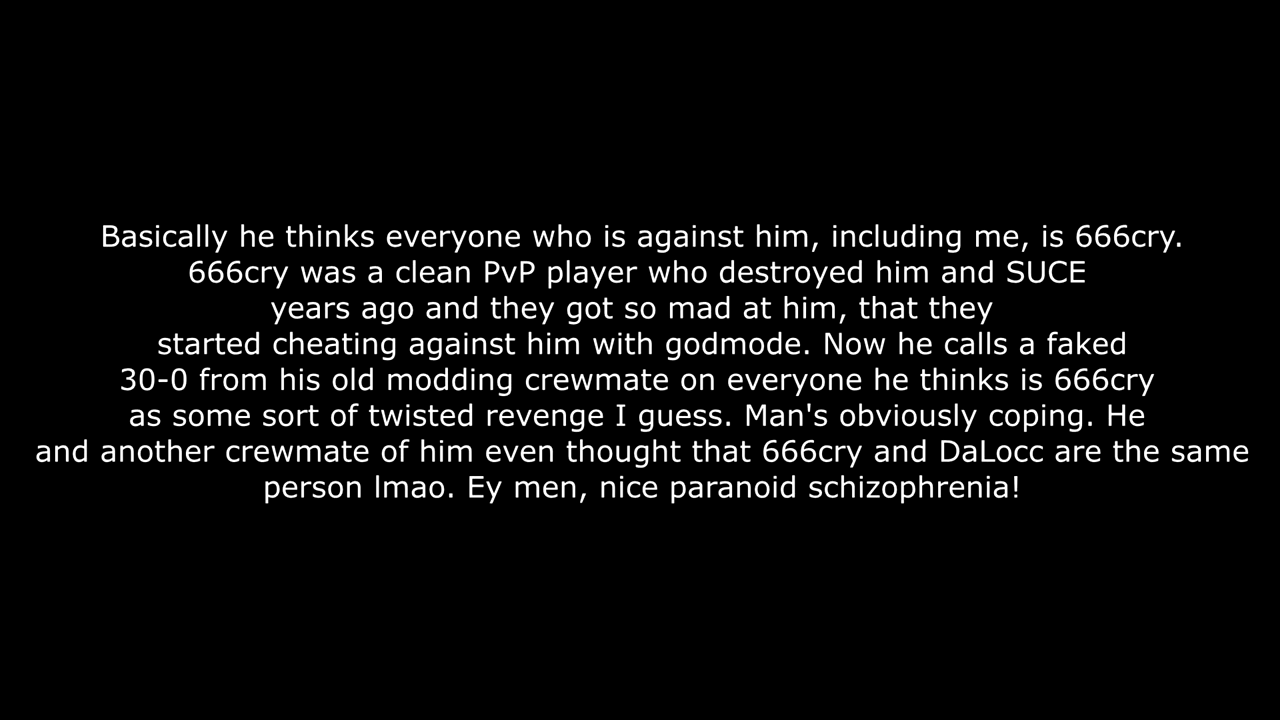 Basically he thinks everyone who is against him, including me, is 666cry.
666cry was a clean PvP player who destroyed him and SUCE
years ago and they got so mad at him, that they
started cheating against him with godmode. Now he calls a faked
30-0 from his old modding crewmate on everyone he thinks is 666cry
as some sort of twisted revenge I guess. Man's obviously coping. He
and another crewmate of him even thought that 666cry and DaLocc are the same
person lmao. Ey men, nice paranoid schizophrenia!